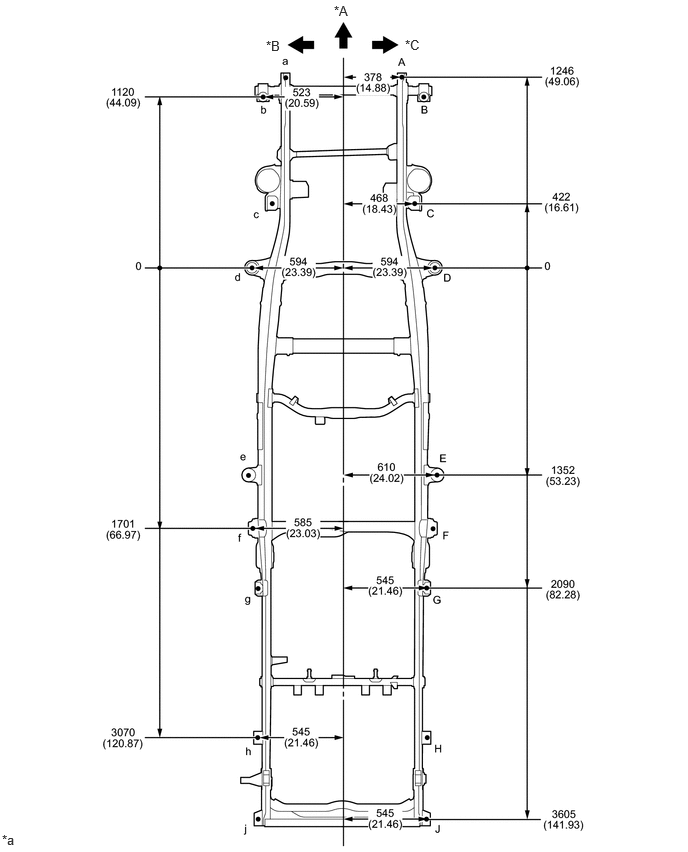 *A
*B
*C
a
A
378
(14.88)
1246
(49.06)
1120
(44.09)
523
(20.59)
b
B
468
(18.43)
422
(16.61)
c
C
0
594
(23.39)
594
(23.39)
0
d
D
e
E
610
(24.02)
1352
(53.23)
1701
(66.97)
585
(23.03)
f
F
545
(21.46)
2090
(82.28)
g
G
3070
(120.87)
545
(21.46)
h
H
545
(21.46)
3605
(141.93)
j
J
*a